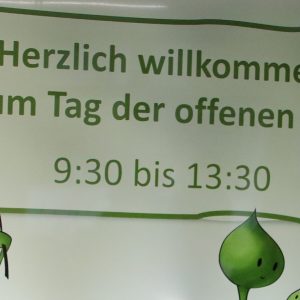 Herzlich willkomme
um Tag der offenen
9:30 bis 13:30